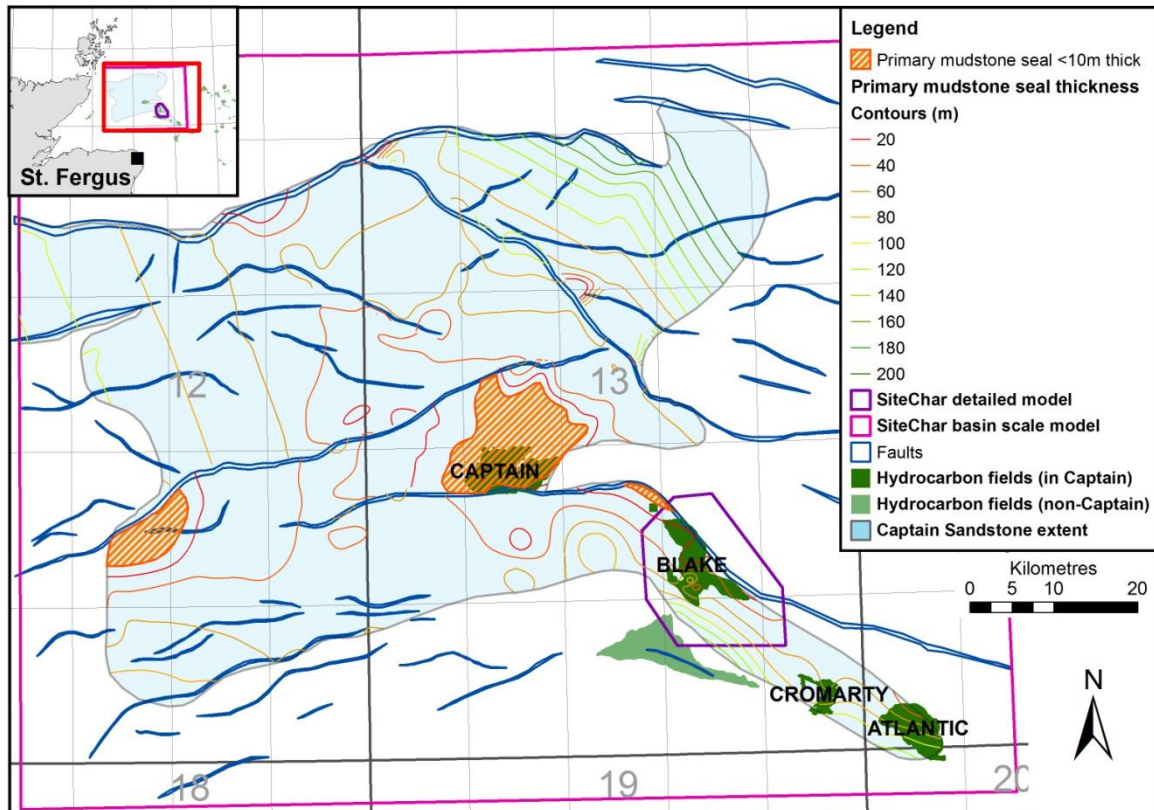 St. Fergus
Legend
Primary mudstone seal <10m thick
Primary mudstone seal thickness
Contours (m)
20
40
60
80
100
120
140
160
180
200
SiteChar detailed model
SiteChar basin scale model
Faults
Hydrocarbon fields (in Captain)
Hydrocarbon fields (non-Captain)
Captain Sandstone extent
Kilometres
0 5 10 20
N
12
13
CAPTAIN
BLAKE
CROMARTY
ATLANTIC
18
19
20